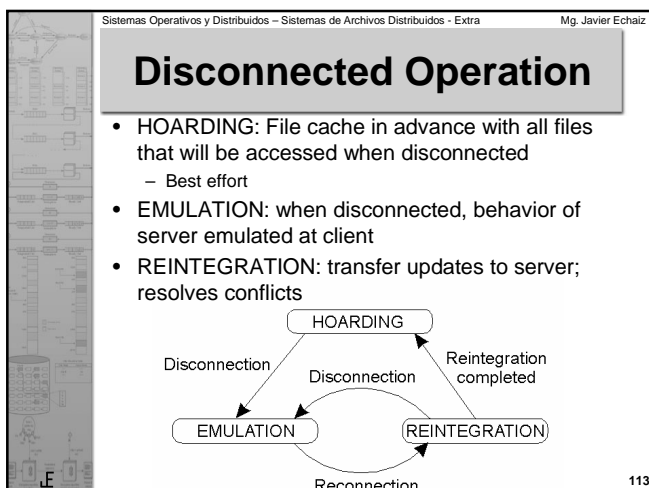 Sistemas Operativos y Distribuidos – Sistemas de Archivos Distribuidos - Extra Mg. Javier Echaiz
Disconnected Operation
• HOARDING: File cache in advance with all files
that will be accessed when disconnected
– Best effort
• EMULATION: when disconnected, behavior of
server emulated at client
• REINTEGRATION: transfer updates to server;
resolves conflicts
HOARDING
Disconnection
Disconnection
Reintegration
completed
EMULATION
REINTEGRATION
Reconnection
JE
113